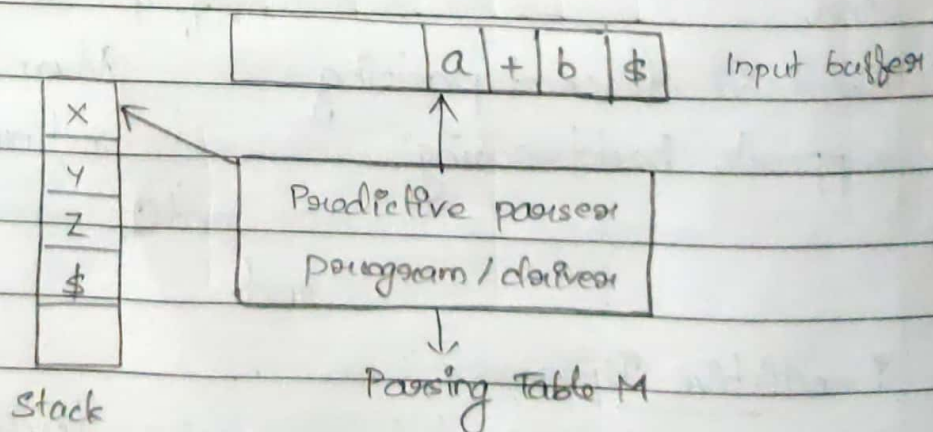 a + b $ Input buffer
X
Y
Z
$
Predictive parser
program / driver
Parsing Table M
Stack